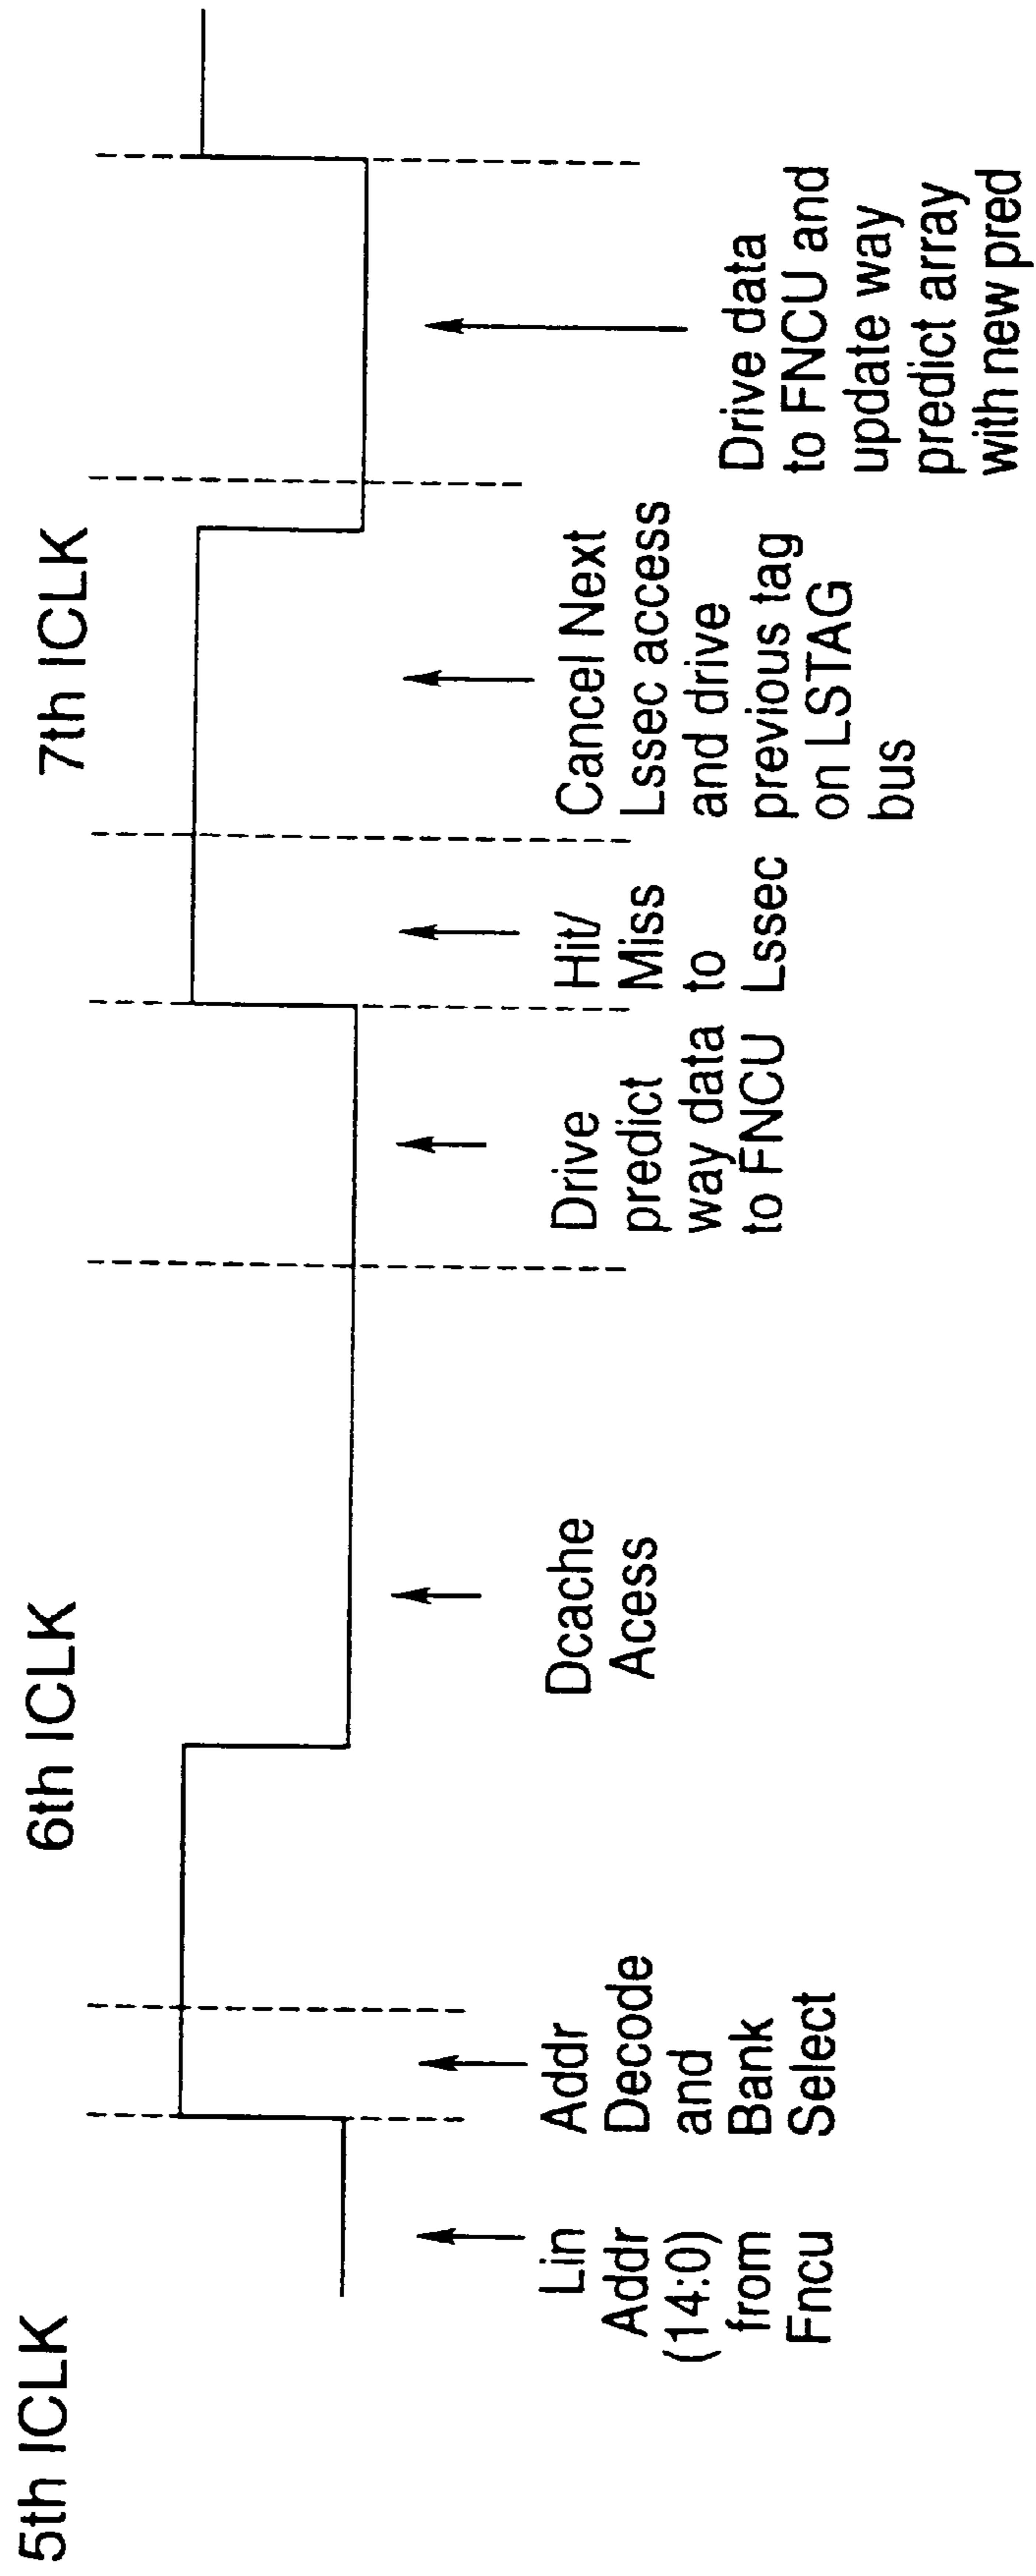 5th ICLK
6th ICLK
7th ICLK
Lin
Addr
(14:0)
from
Fncu
Addr
Decode
and
Bank
Select
Dcache
Acess
Drive
predict
way data
to FNCU
Hit/
Miss
way to
Lssec
Cancel Next
Lssec access
and drive
previous tag
on LSTAG
bus
Drive data
to FNCU and
update way
predict array
with new pred